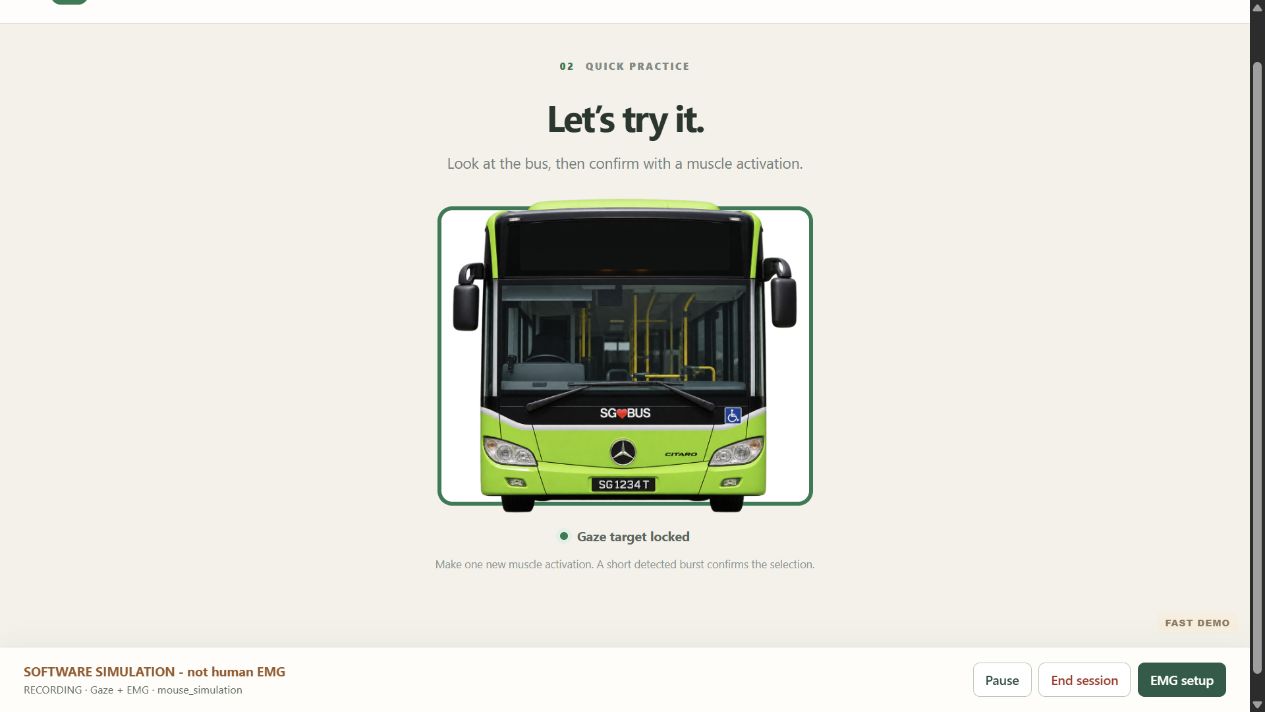 02 QUICK PRACTICE
Let's try it.
Look at the bus, then confirm with a muscle activation.
SG❤BUS
CITARO
SG 1234 T
Gaze target locked
Make one new muscle activation. A short detected burst confirms the selection.
FAST DEMO
SOFTWARE SIMULATION - not human EMG
RECORDING · Gaze + EMG · mouse_simulation
Pause
End session
EMG setup